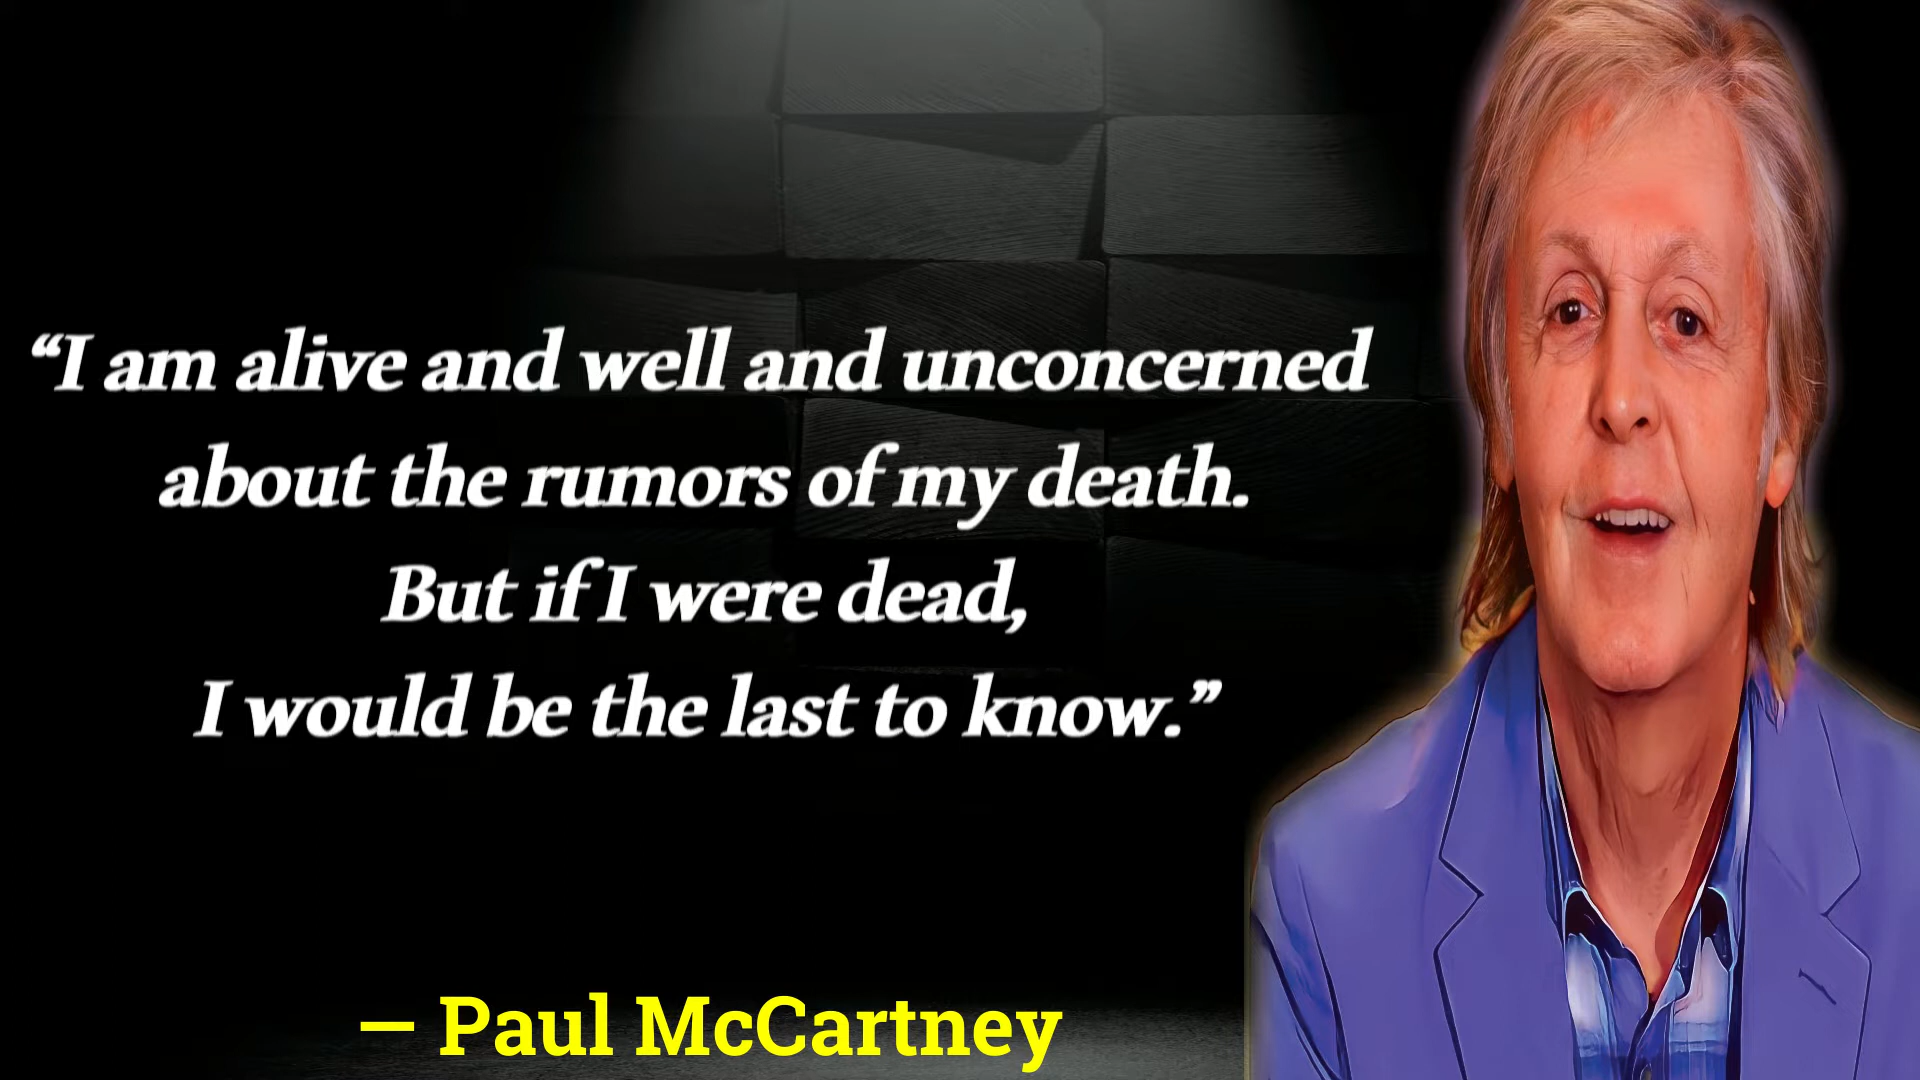 “I am alive and well and unconcerned
about the rumors of my death.
But if I were dead,
I would be the last to know.”
— Paul McCartney